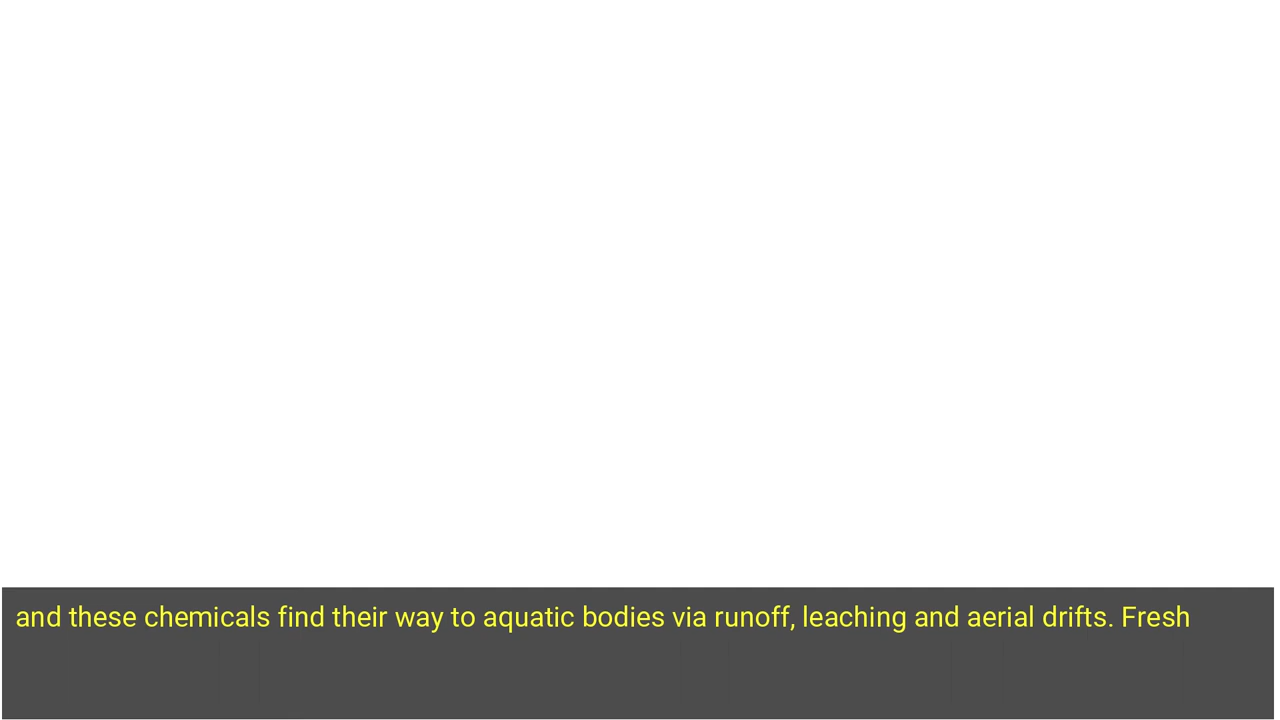 and these chemicals find their way to aquatic bodies via runoff, leaching and aerial drifts. Fresh